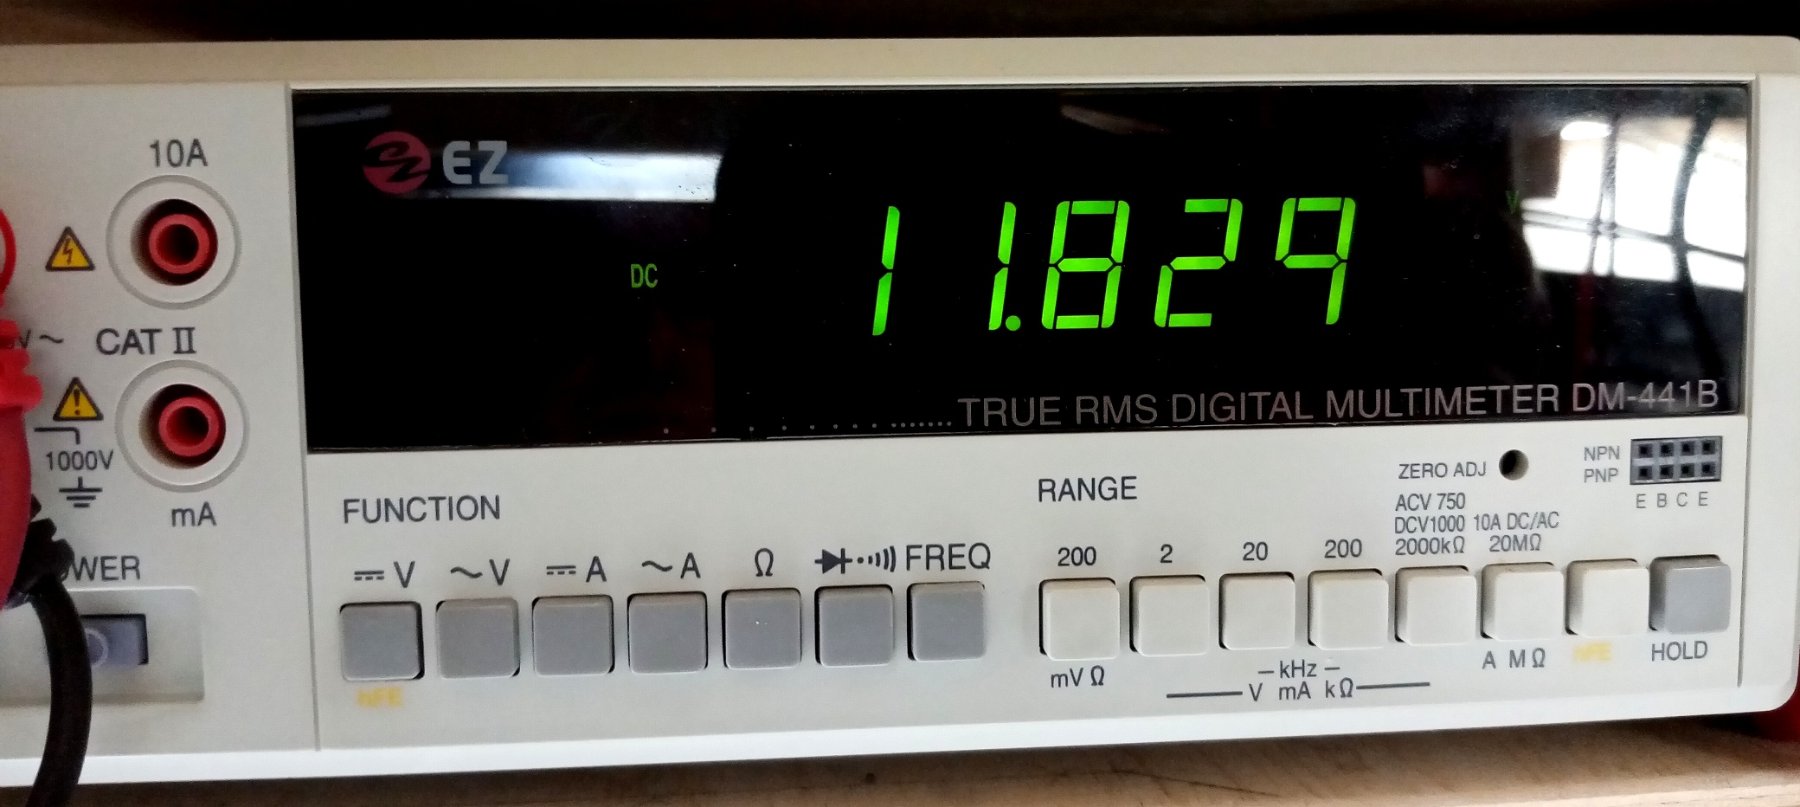 10A
EZ
DC
11.829
V
V~
CAT II
TRUE RMS DIGITAL MULTIMETER DM-441B
1000V
mA
FUNCTION
RANGE
ZERO ADJ
NPN
PNP
E B C E
ACV 750
DCV1000 10A DC/AC
2000kΩ 20MΩ
WER
V ~V A ~A Ω FREQ
200 2 20 200
hFE
mVΩ
kHz
V mA kΩ
A MΩ
hFE
HOLD